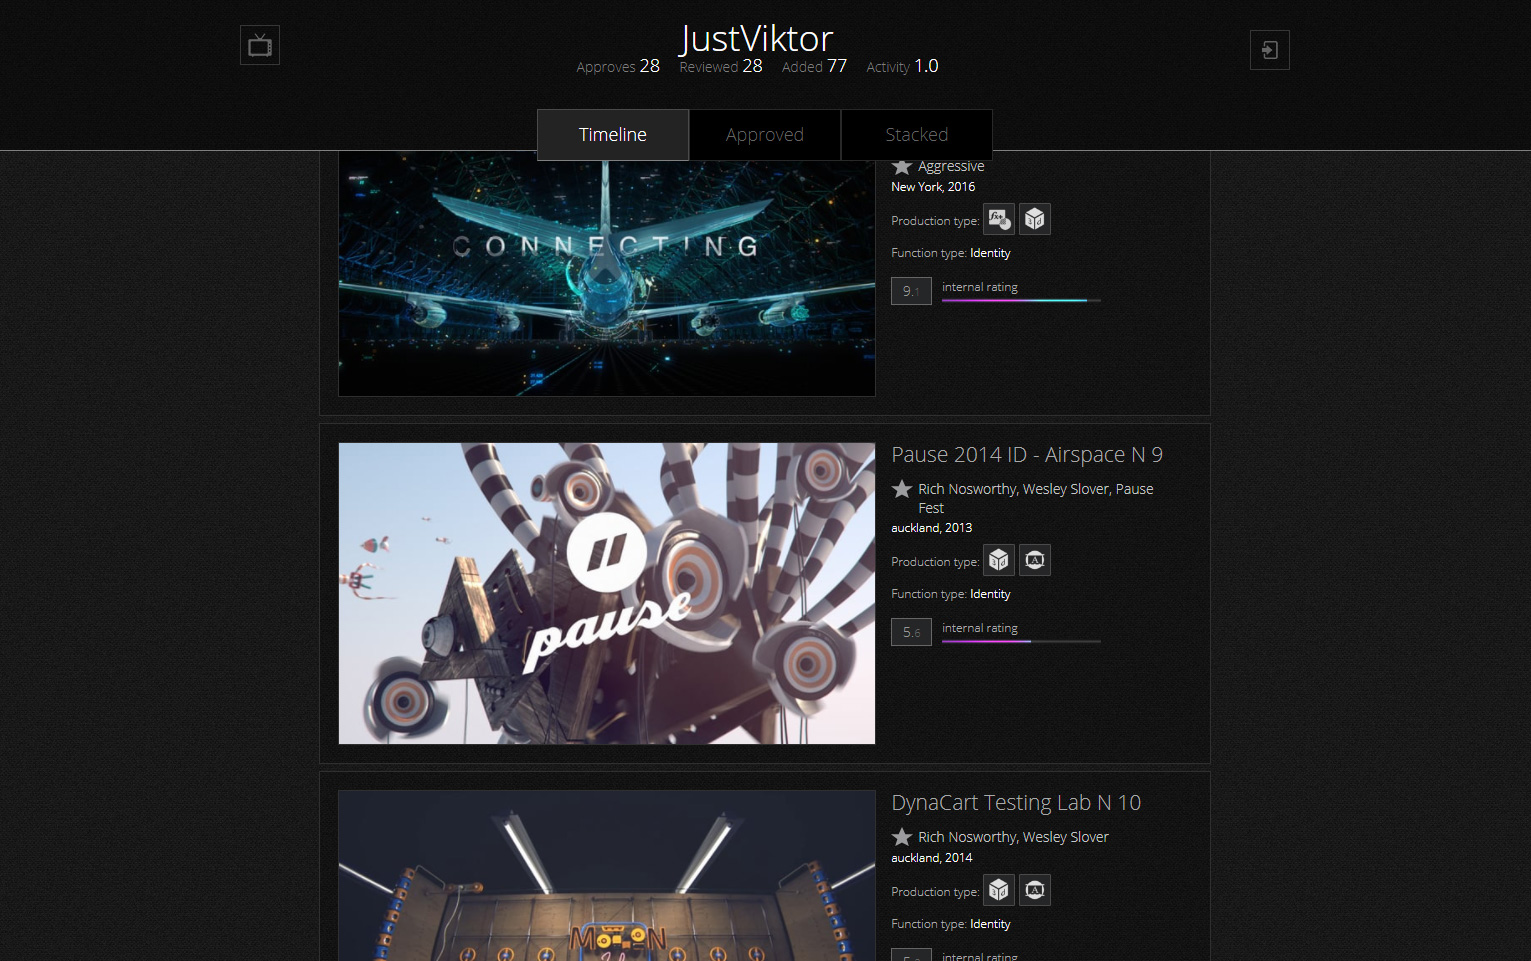 JustViktor
Approves 28 Reviewed 28 Added 77 Activity 1.0
Timeline Approved Stacked
Aggressive
New York, 2016
CONNECTING
Production type:
Function type: Identity
9.1 internal rating
Pause 2014 ID - Airspace N 9
Rich Nosworthy, Wesley Slover, Pause
Fest
auckland, 2013
Production type:
Function type: Identity
5.6 internal rating
pause
DynaCart Testing Lab N 10
Rich Nosworthy, Wesley Slover
auckland, 2014
Production type:
Function type: Identity
internal rating